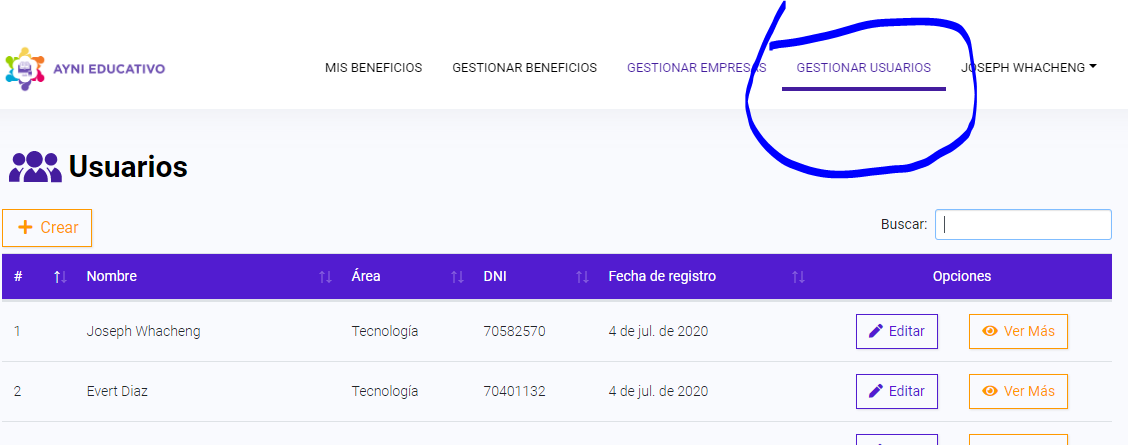 AYNI EDUCATIVO MIS BENEFICIOS GESTIONAR BENEFICIOS GESTIONAR EMPRESAS GESTIONAR USUARIOS JOSEPH WHACHENG
Usuarios
Crear Buscar:
# Nombre Área DNI Fecha de registro Opciones
1 Joseph Whacheng Tecnología 70582570 4 de jul. de 2020 Editar Ver Más
2 Evert Diaz Tecnología 70401132 4 de jul. de 2020 Editar Ver Más